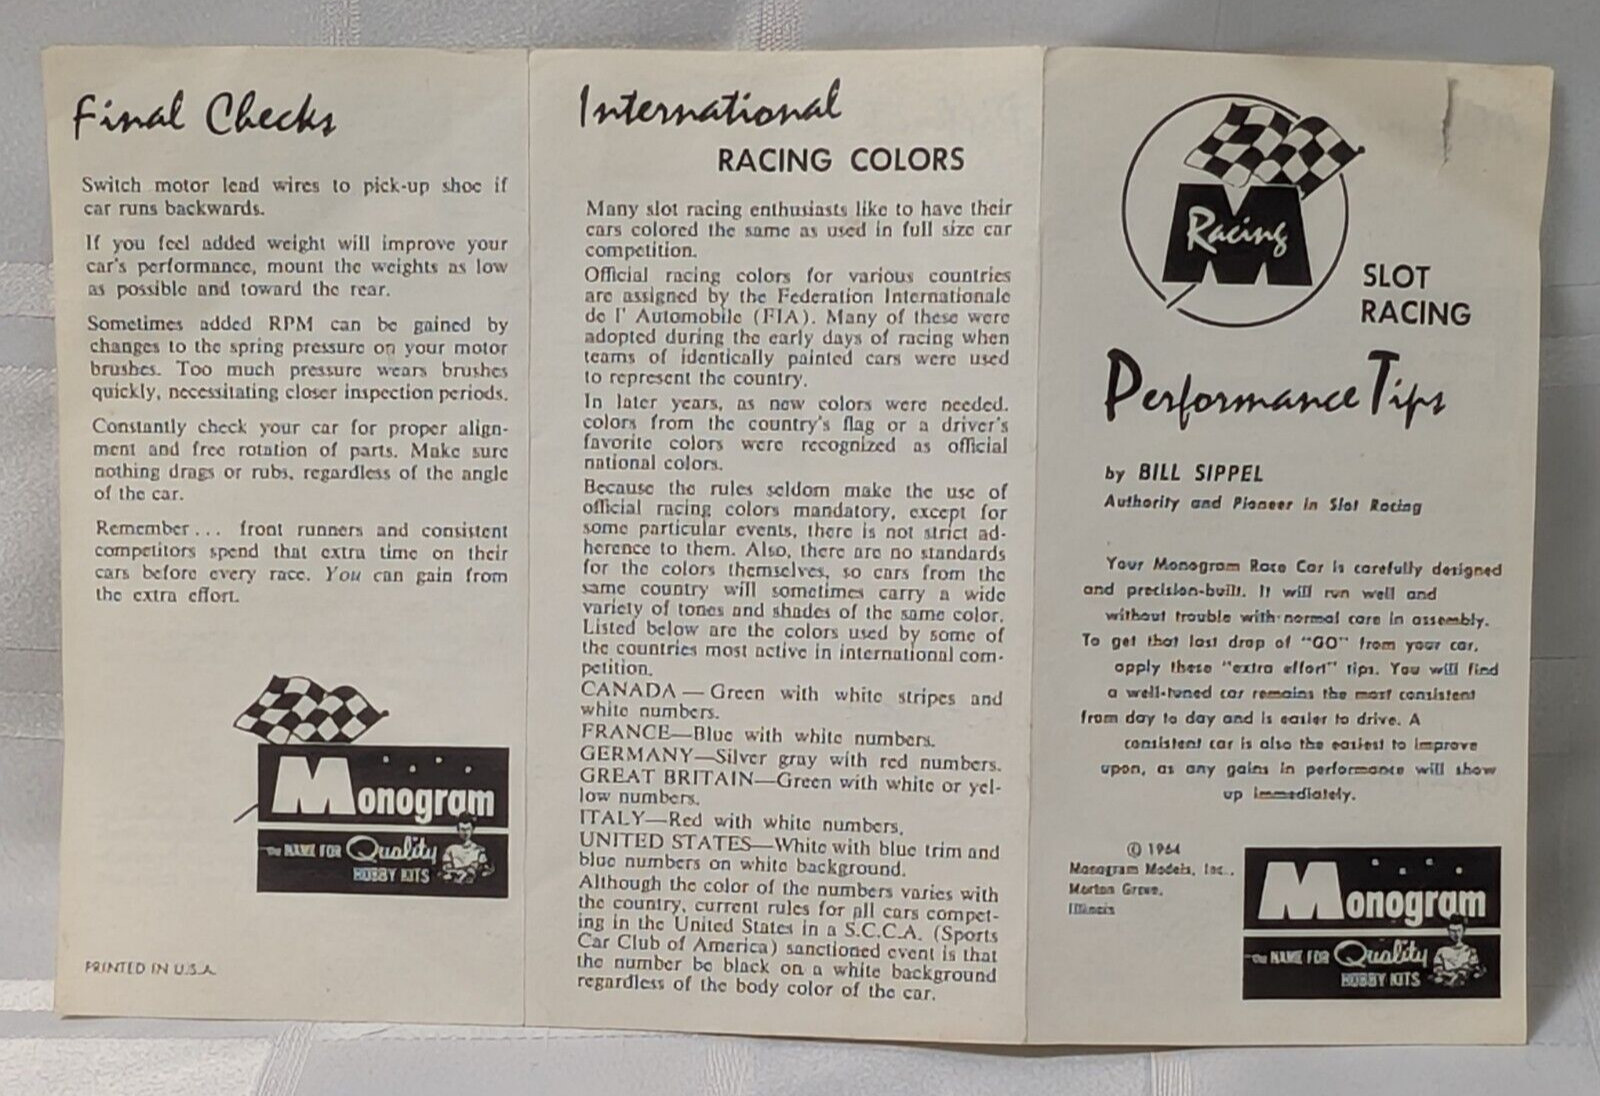 Final Checks
Switch motor lead wires to pick-up shoe if
car runs backwards.
If you feel added weight will improve your
car's performance, mount the weights as low
as possible and toward the rear.
Sometimes added RPM can be gained by
changes to the spring pressure on your motor
brushes. Too much pressure wears brushes
quickly, necessitating closer inspection periods.
Constantly check your car for proper align-
ment and free rotation of parts. Make sure
nothing drags or rubs, regardless of the angle
of the car.
Remember... front runners and consistent
competitors spend that extra time on their
cars before every race. You can gain from
the extra effort.
Monogram
the NAME FOR Quality
HOBBY KITS
PRINTED IN U.S.A.
International
RACING COLORS
Many slot racing enthusiasts like to have their
cars colored the same as used in full size car
competition.
Official racing colors for various countries
are assigned by the Federation Internationale
de l' Automobile (FIA). Many of these were
adopted during the early days of racing when
teams of identically painted cars were used
to represent the country.
In later years, as new colors were needed,
colors from the country's flag or a driver's
favorite colors were recognized as official
national colors.
Because the rules seldom make the use of
official racing colors mandatory, except for
some particular events, there is not strict ad-
herence to them. Also, there are no standards
for the colors themselves, so cars from the
same country will sometimes carry a wide
variety of tones and shades of the same color.
Listed below are the colors used by some of
the countries most active in international com-
petition.
CANADA — Green with white stripes and
white numbers.
FRANCE—Blue with white numbers.
GERMANY—Silver gray with red numbers.
GREAT BRITAIN—Green with white or yel-
low numbers.
ITALY—Red with white numbers.
UNITED STATES—White with blue trim and
blue numbers on white background.
Although the color of the numbers varies with
the country, current rules for all cars compet-
ing in the United States in a S.C.C.A. (Sports
Car Club of America) sanctioned event is that
the number be black on a white background
regardless of the body color of the car.
M Racing
SLOT
RACING
Performance Tips
by BILL SIPPEL
Authority and Pioneer in Slot Racing
Your Monogram Race Car is carefully designed
and precision-built. It will run well and
without trouble with normal care in assembly.
To get that last drop of "GO" from your car,
apply these "extra effort" tips. You will find
a well-tuned car remains the most consistent
from day to day and is easier to drive. A
consistent car is also the easiest to improve
upon, as any gains in performance will show
up immediately.
© 1964
Monogram Models, Inc.,
Morton Grove,
Illinois
Monogram
the NAME FOR Quality
HOBBY KITS